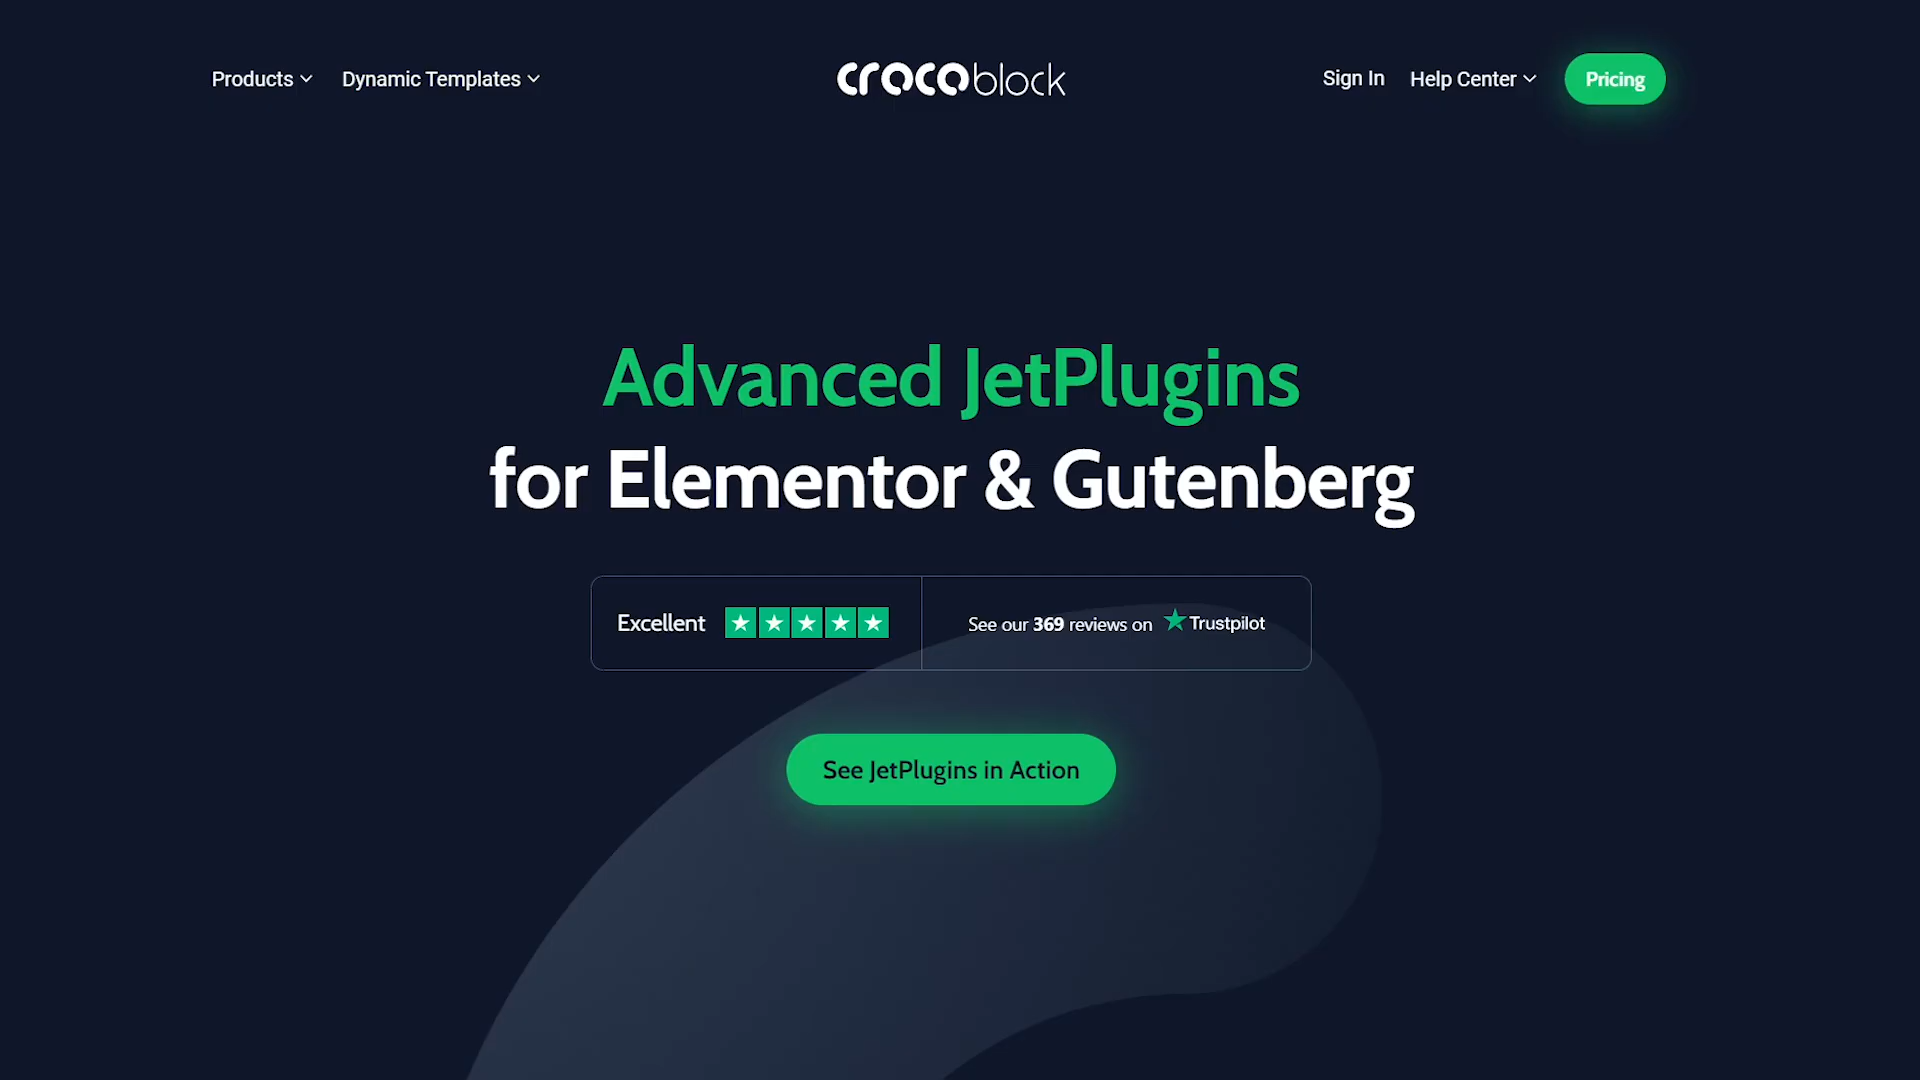 Products
Dynamic Templates
crocoblock
Sign In
Help Center
Pricing
Advanced JetPlugins
for Elementor & Gutenberg
Excellent
See our 369 reviews on Trustpilot
See JetPlugins in Action